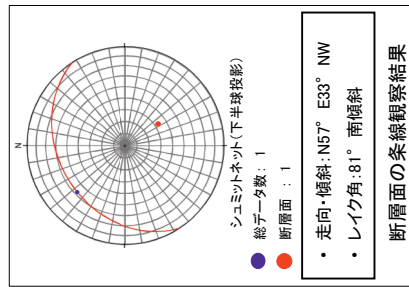 N
シュミットネット(下半球投影)
総データ数: 1
断層面 : 1
・ 走向・傾斜:N57° E33° NW
・ レイク角:81° 南傾斜
断層面の条線観察結果